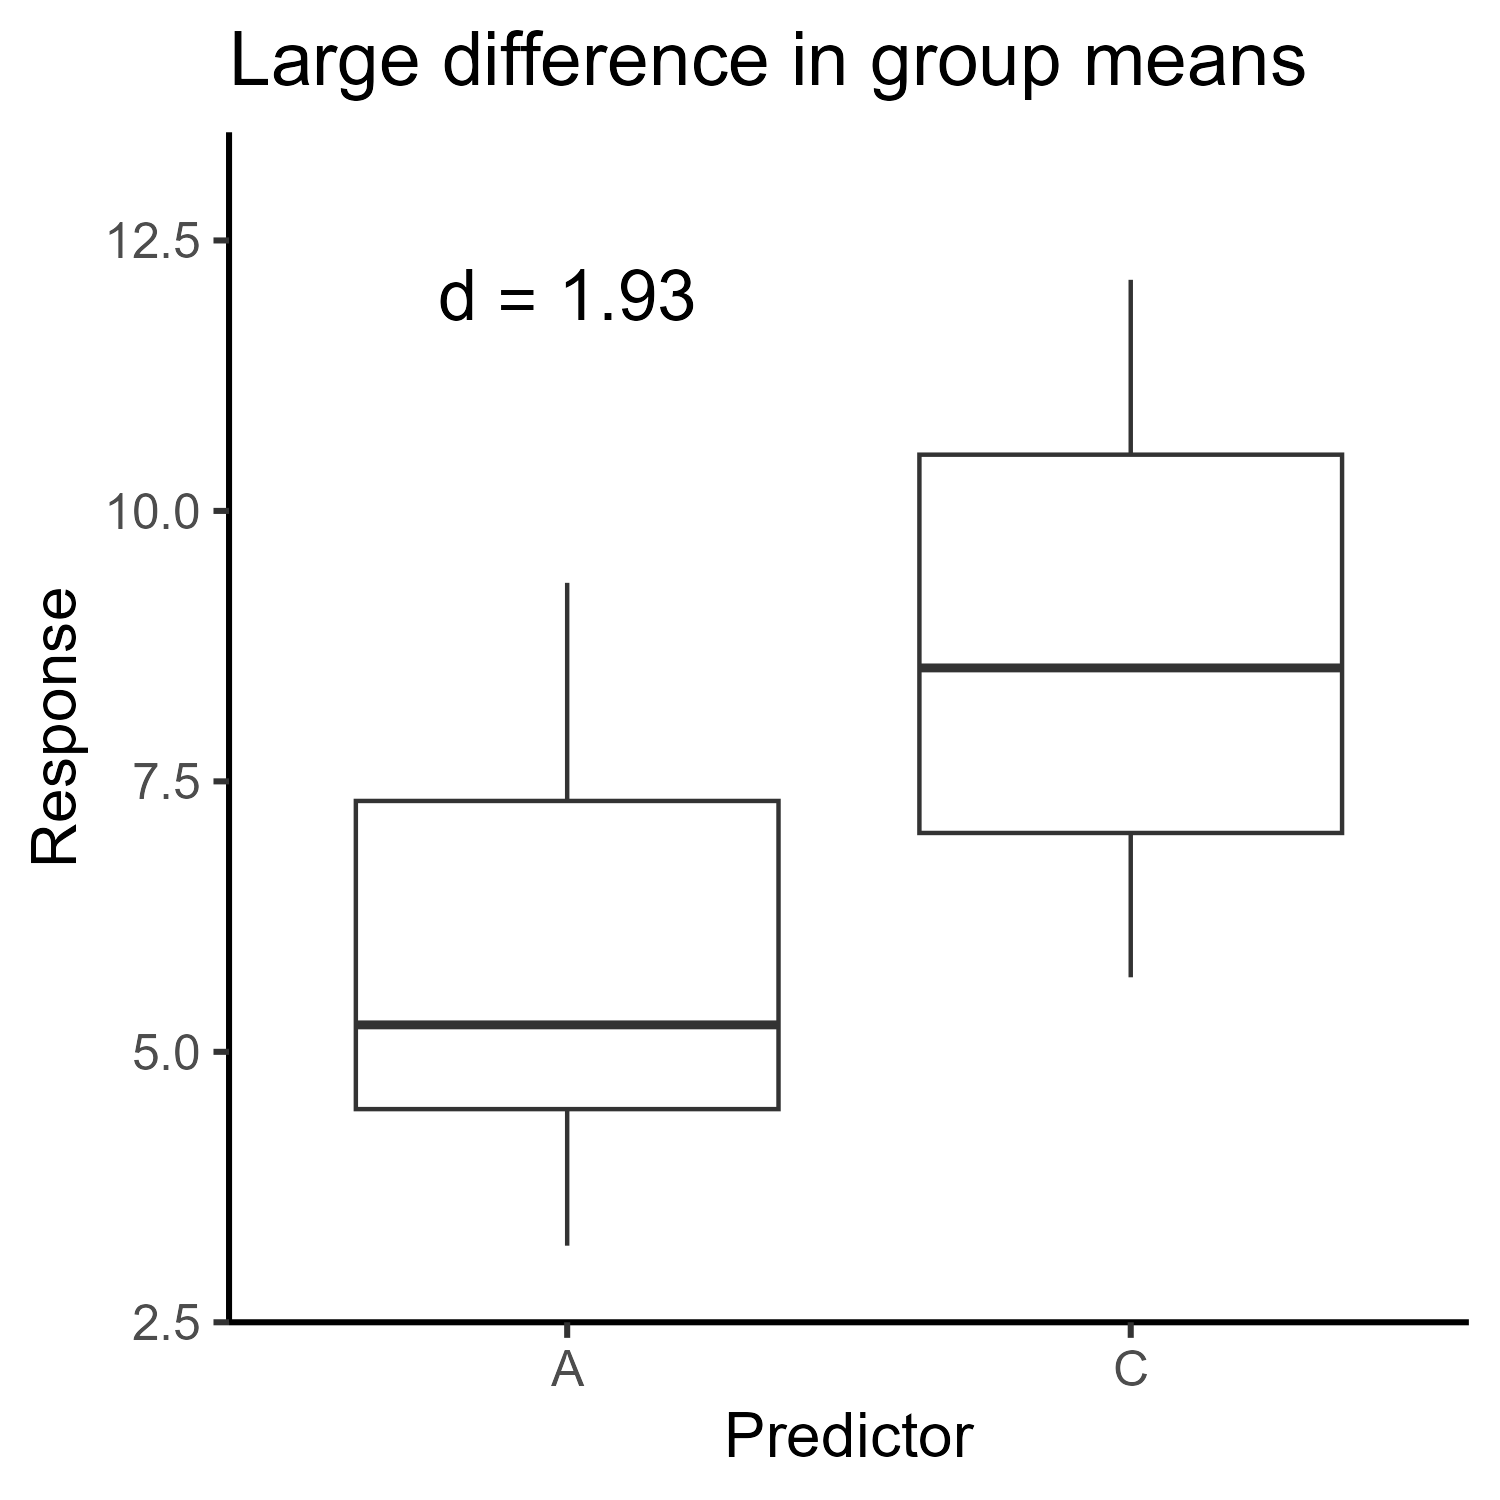 Large difference in group means
12.5
d = 1.93
10.0
7.5
5.0
2.5
Response
A
C
Predictor